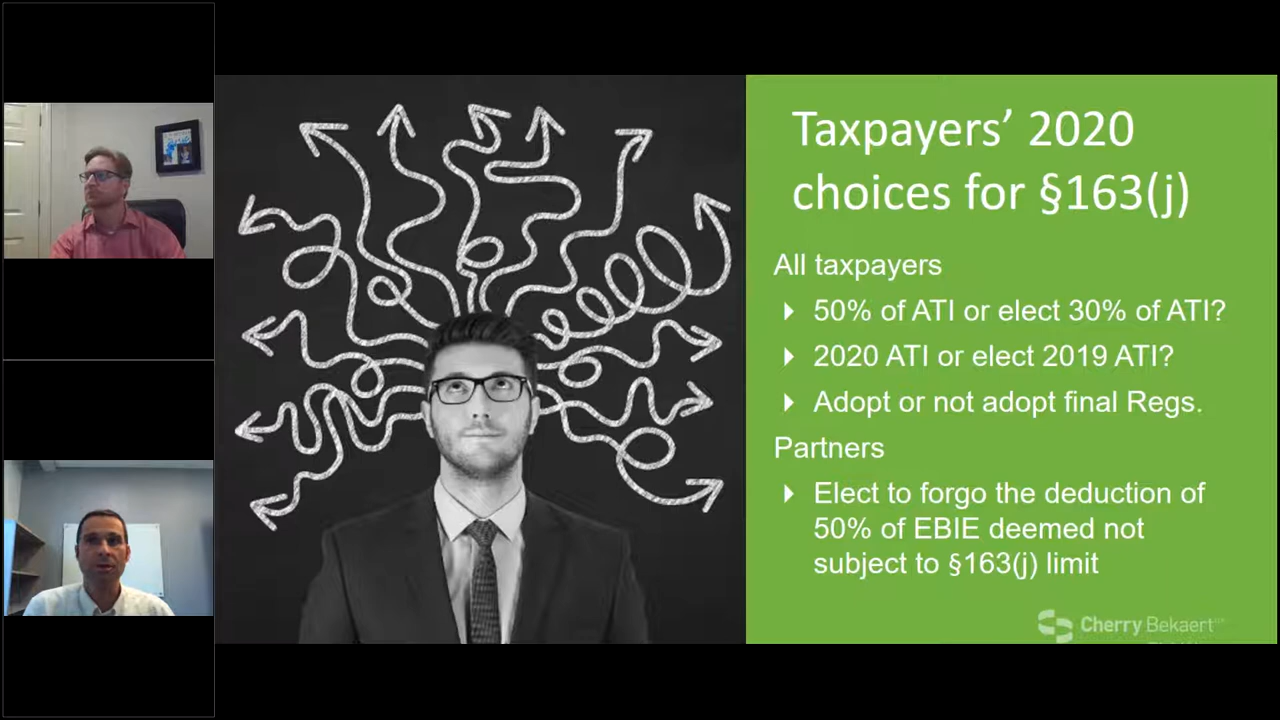 Taxpayers' 2020
choices for §163(j)
All taxpayers
50% of ATI or elect 30% of ATI?
2020 ATI or elect 2019 ATI?
Adopt or not adopt final Regs.
Partners
Elect to forgo the deduction of
50% of EBIE deemed not
subject to §163(j) limit
Cherry Bekaert